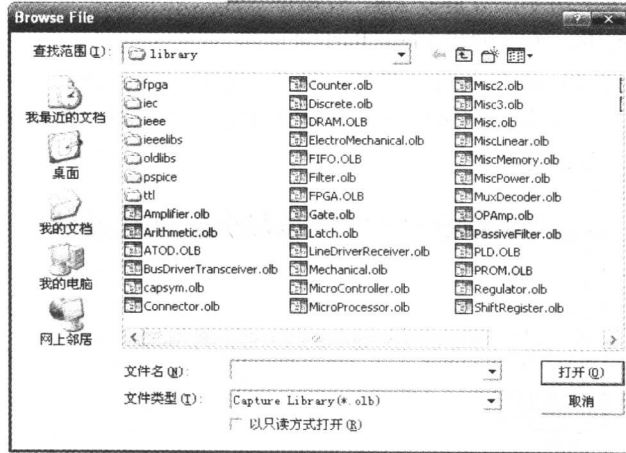 Browse File
查找范围(I):
library
我最近的文档
桌面
我的文档
我的电脑
网上邻居
fpga
iec
ieee
ieeelibs
oldlibs
pspice
ttl
Amplifier.olb
Arithmetic.olb
ATOD.OLB
BusDriverTransceiver.olb
capsym.olb
Connector.olb
Counter.olb
Discrete.olb
DRAM.OLB
ElectroMechanical.olb
FIFO.OLB
Filter.olb
FPGA.OLB
Gate.olb
Latch.olb
LineDriverReceiver.olb
Mechanical.olb
MicroController.olb
MicroProcessor.olb
Misc2.olb
Misc3.olb
Misc.olb
MiscLinear.olb
MiscMemory.olb
MiscPower.olb
MuxDecoder.olb
OPAmp.olb
PassiveFilter.olb
PLD.OLB
PROM.OLB
Regulator.olb
ShiftRegister.olb
文件名(N):
打开(O)
文件类型(T):
Capture Library(*.olb)
取消
以只读方式打开(R)